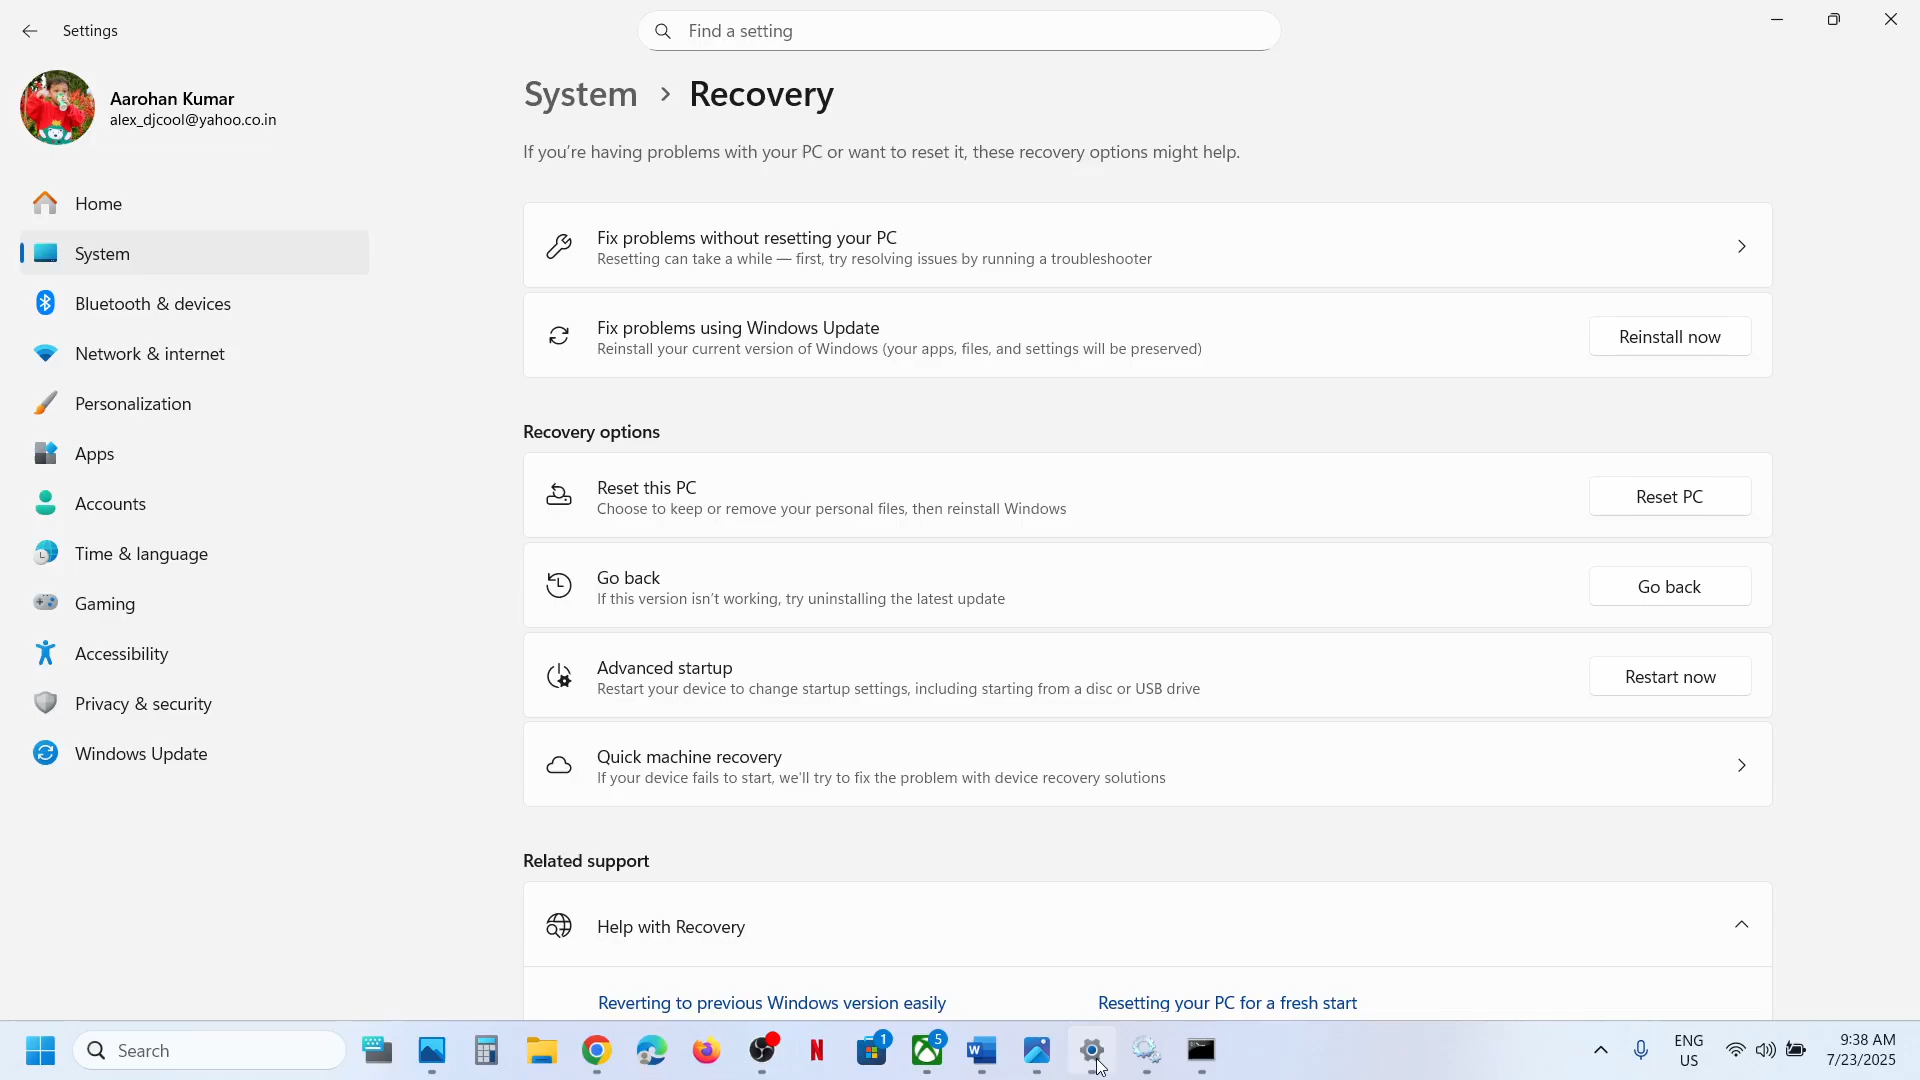 Settings
Find a setting
Aarohan Kumar
alex_djcool@yahoo.co.in
Home
System
Bluetooth & devices
Network & internet
Personalization
Apps
Accounts
Time & language
Gaming
Accessibility
Privacy & security
Windows Update
System > Recovery
If you're having problems with your PC or want to reset it, these recovery options might help.
Fix problems without resetting your PC
Resetting can take a while — first, try resolving issues by running a troubleshooter
Fix problems using Windows Update
Reinstall your current version of Windows (your apps, files, and settings will be preserved)
Reinstall now
Recovery options
Reset this PC
Choose to keep or remove your personal files, then reinstall Windows
Reset PC
Go back
If this version isn't working, try uninstalling the latest update
Go back
Advanced startup
Restart your device to change startup settings, including starting from a disc or USB drive
Restart now
Quick machine recovery
If your device fails to start, we'll try to fix the problem with device recovery solutions
Related support
Help with Recovery
Reverting to previous Windows version easily
Resetting your PC for a fresh start
Search
N
1
5
W
ENG
US
9:38 AM
7/23/2025